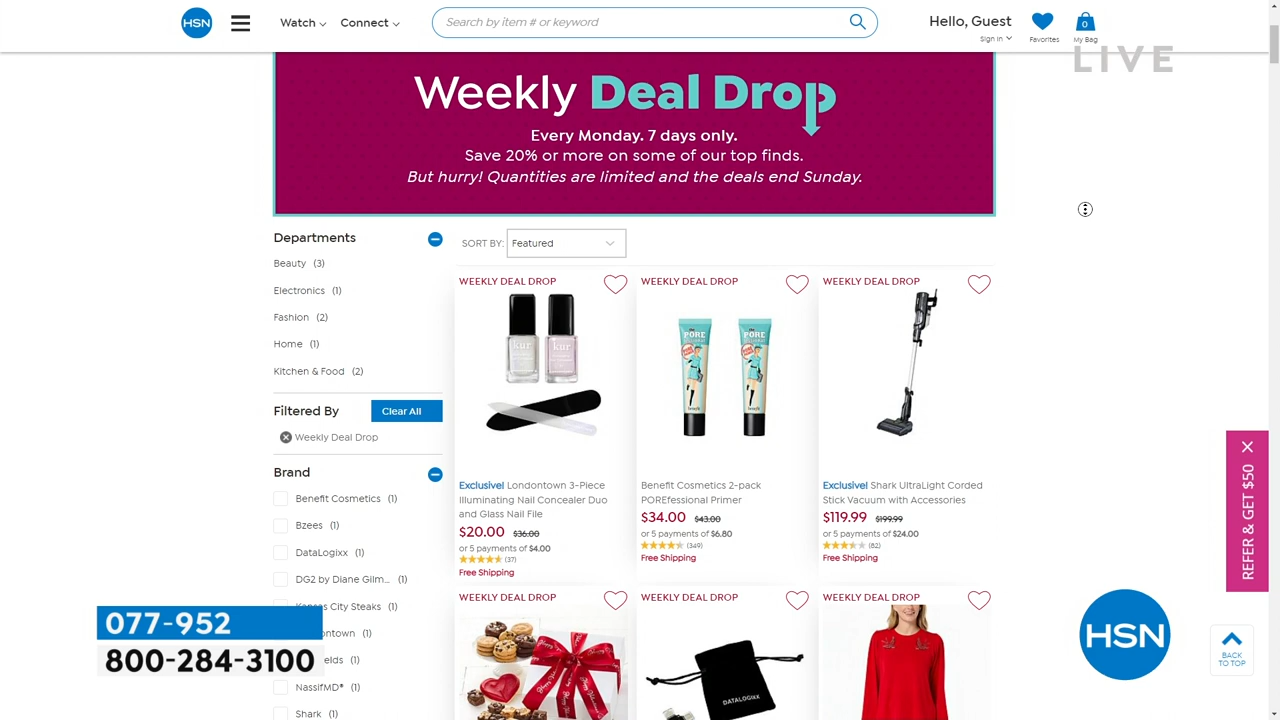 HSN
Watch
Connect
Search by item # or keyword
Hello, Guest
Sign In
Favorites
0
My Bag
LIVE
Weekly Deal Drop
Every Monday. 7 days only.
Save 20% or more on some of our top finds.
But hurry! Quantities are limited and the deals end Sunday.
Departments
Beauty (3)
Electronics (1)
Fashion (2)
Home (1)
Kitchen & Food (2)
Filtered By
Clear All
Weekly Deal Drop
Brand
Benefit Cosmetics (1)
Bzees (1)
DataLogixx (1)
DG2 by Diane Gilm... (1)
Kansas City Steaks (1)
ntown (1)
elds (1)
NassifMD® (1)
Shark (1)
SORT BY: Featured
WEEKLY DEAL DROP
kur
kur
Exclusive! Londontown 3-Piece
Illuminating Nail Concealer Duo
and Glass Nail File
$20.00 $36.00
or 5 payments of $4.00
(37)
Free Shipping
WEEKLY DEAL DROP
PORE
PORE
benefit
benefit
Benefit Cosmetics 2-pack
POREfessional Primer
$34.00 $43.00
or 5 payments of $6.80
(349)
Free Shipping
WEEKLY DEAL DROP
Exclusive! Shark UltraLight Corded
Stick Vacuum with Accessories
$119.99 $199.99
or 5 payments of $24.00
(82)
Free Shipping
WEEKLY DEAL DROP
WEEKLY DEAL DROP
DATALOGIXX
WEEKLY DEAL DROP
REFER & GET $50
077-952
800-284-3100
HSN
BACK
TO TOP